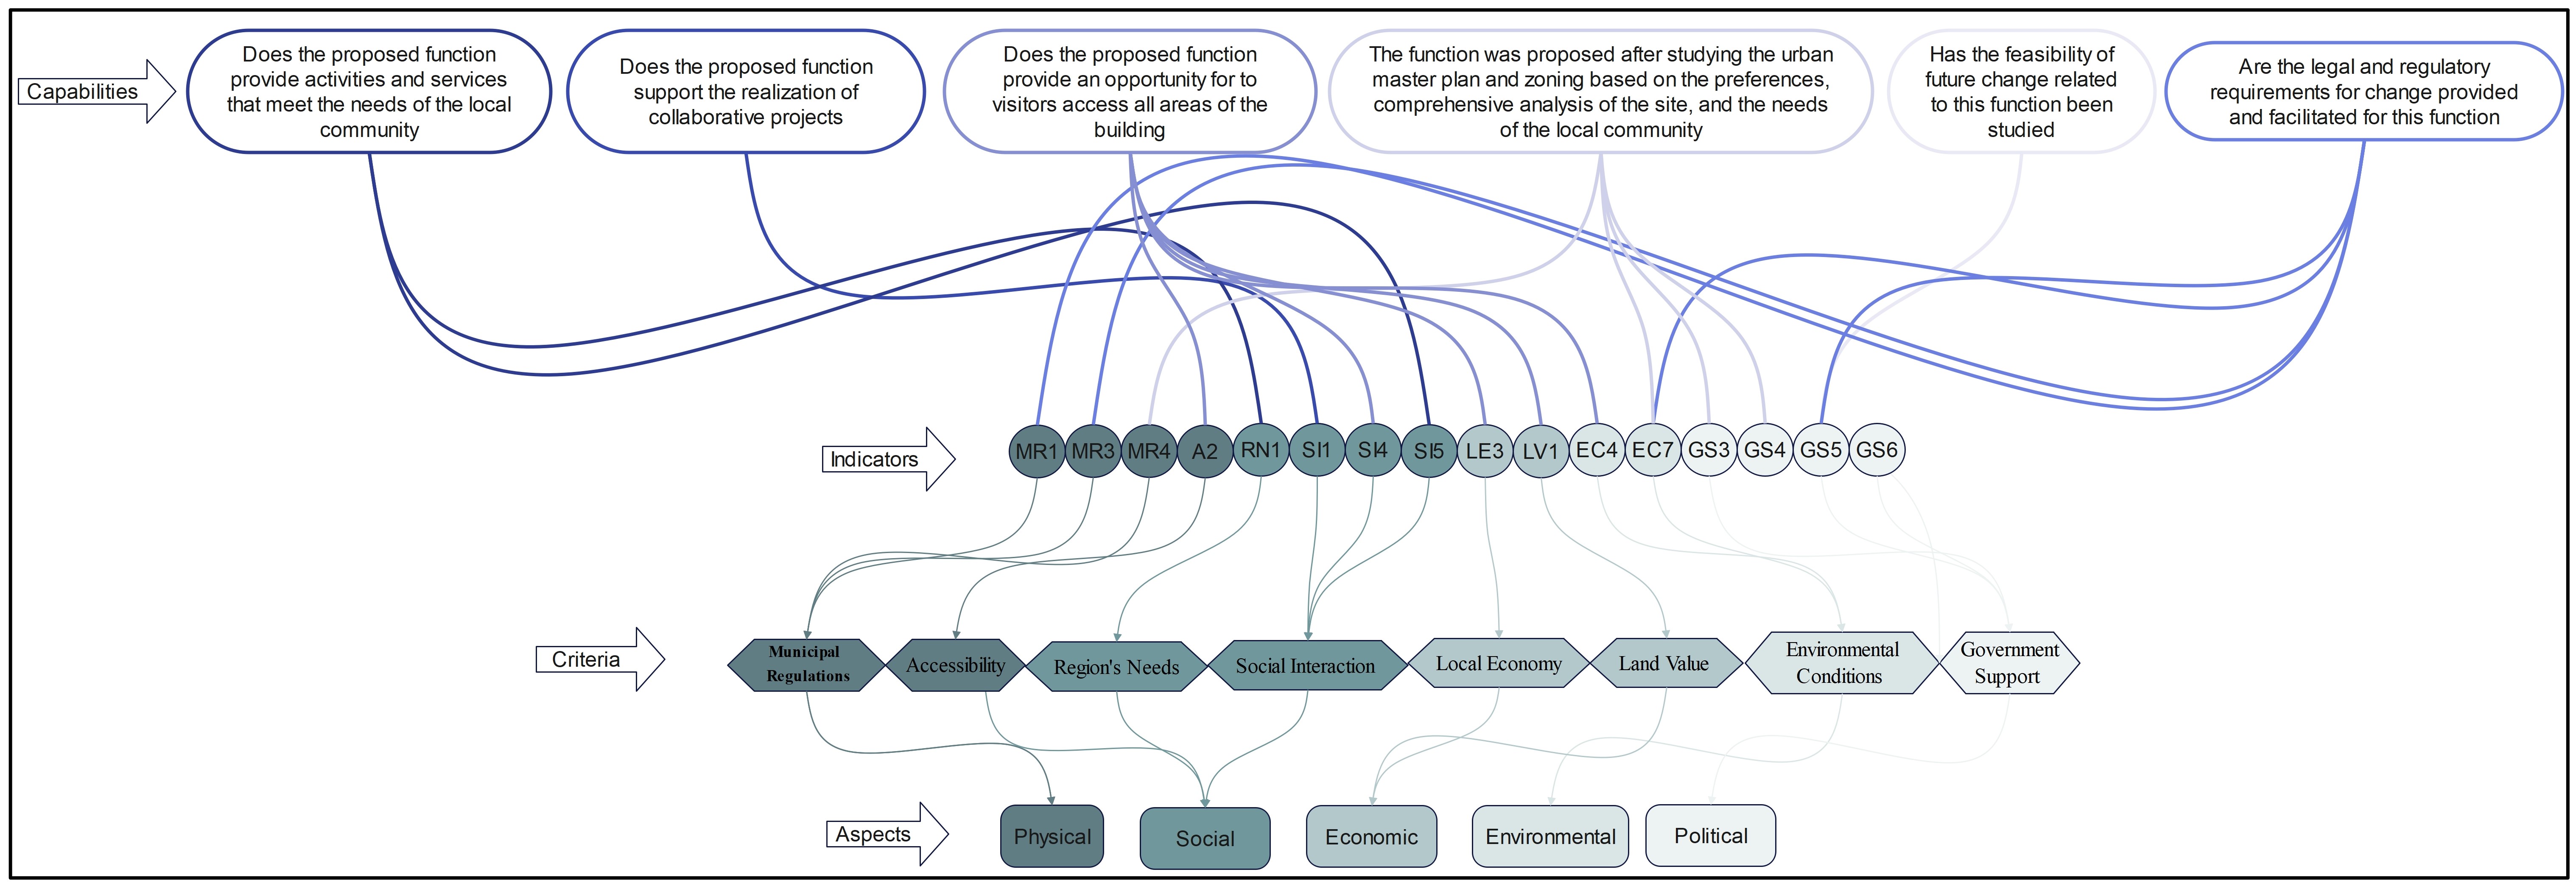 Capabilities
Does the proposed function
provide activities and services
that meet the needs of the local
community
Does the proposed function
support the realization of
collaborative projects
Does the proposed function
provide an opportunity for to
visitors access all areas of the
building
The function was proposed after studying the urban
master plan and zoning based on the preferences,
comprehensive analysis of the site, and the needs
of the local community
Has the feasibility of
future change related
to this function been
studied
Are the legal and regulatory
requirements for change provided
and facilitated for this function
Indicators
MR1 MR3 MR4 A2 RN1 SI1 SI4 SI5 LE3 LV1 EC4 EC7 GS3 GS4 GS5 GS6
Criteria
Municipal
Regulations
Accessibility
Region's Needs
Social Interaction
Local Economy
Land Value
Environmental
Conditions
Government
Support
Aspects
Physical
Social
Economic
Environmental
Political